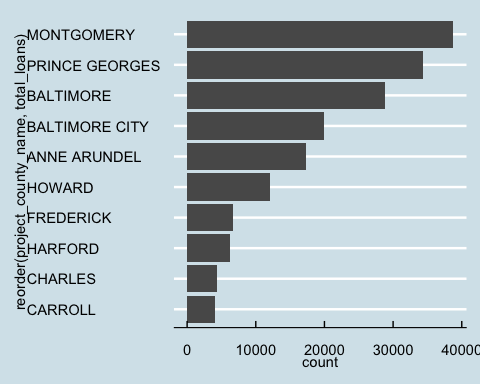 reorder(project_county_name, total_loans)
MONTGOMERY
PRINCE GEORGES
BALTIMORE
BALTIMORE CITY
ANNE ARUNDEL
HOWARD
FREDERICK
HARFORD
CHARLES
CARROLL
0 10000 20000 30000 40000
count